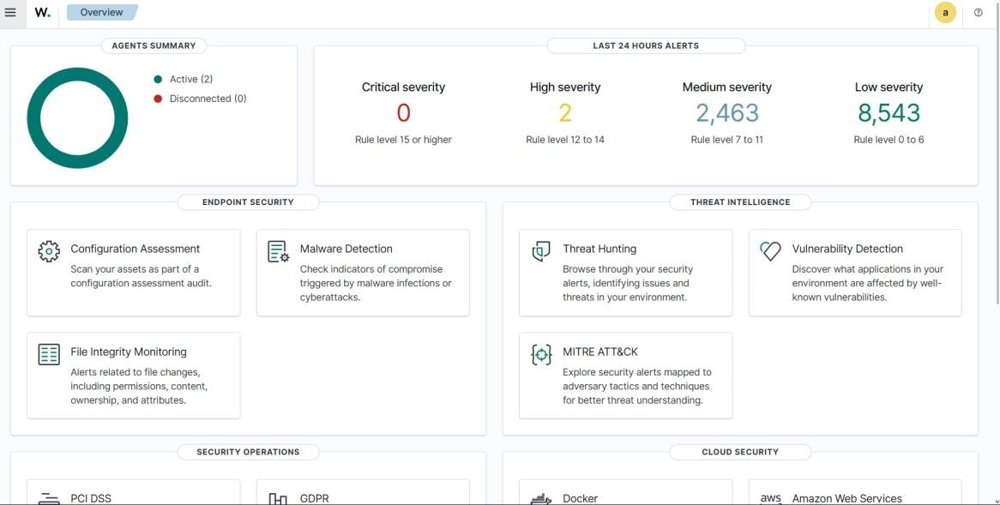 W.
Overview
a
?
AGENTS SUMMARY
Active (2)
Disconnected (0)
LAST 24 HOURS ALERTS
Critical severity
0
Rule level 15 or higher
High severity
2
Rule level 12 to 14
Medium severity
2,463
Rule level 7 to 11
Low severity
8,543
Rule level 0 to 6
ENDPOINT SECURITY
Configuration Assessment
Scan your assets as part of a
configuration assessment audit.
Malware Detection
Check indicators of compromise
triggered by malware infections or
cyberattacks.
File Integrity Monitoring
Alerts related to file changes,
including permissions, content,
ownership, and attributes.
THREAT INTELLIGENCE
Threat Hunting
Browse through your security
alerts, identifying issues and
threats in your environment.
Vulnerability Detection
Discover what applications in your
environment are affected by well-
known vulnerabilities.
MITRE ATT&CK
Explore security alerts mapped to
adversary tactics and techniques
for better threat understanding.
SECURITY OPERATIONS
PCI DSS
GDPR
CLOUD SECURITY
Docker
aws
Amazon Web Services